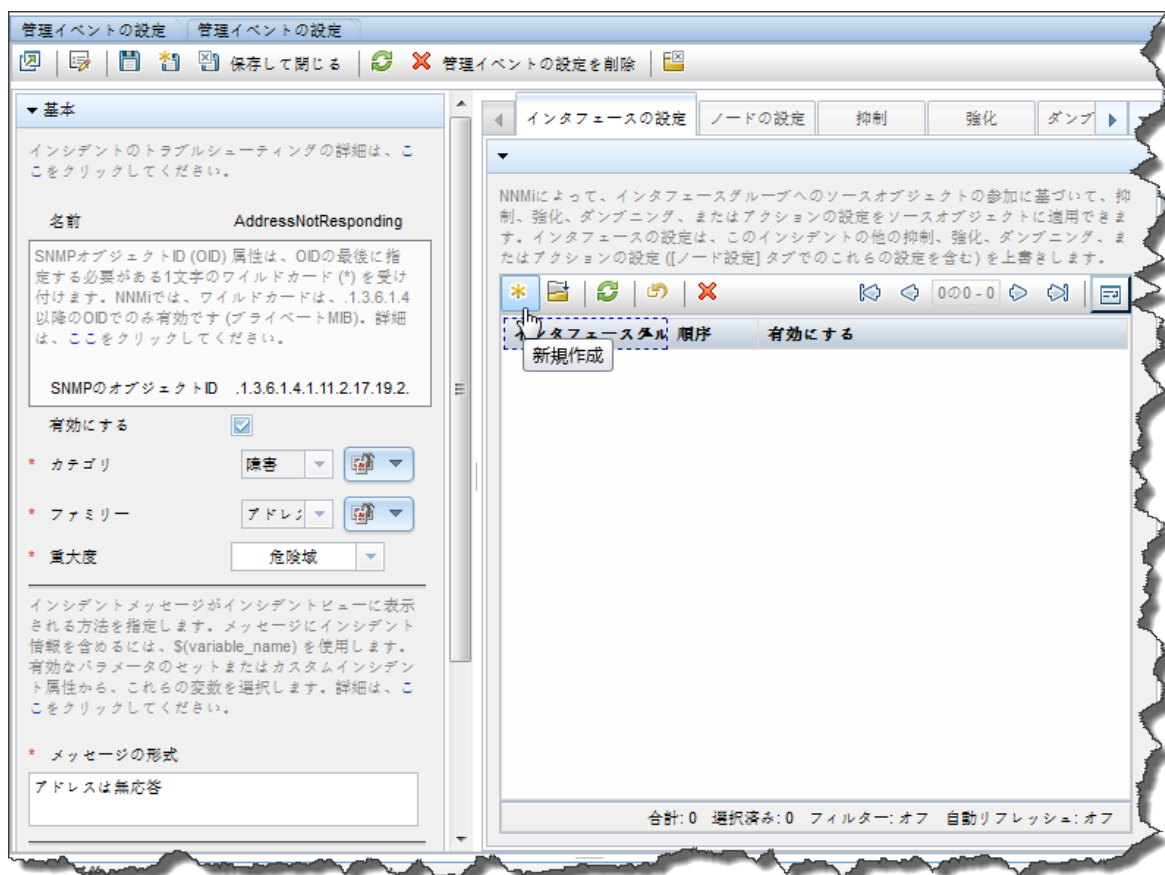 管理イベントの設定 管理イベントの設定
保存して閉じる 管理イベントの設定を削除
基本
インシデントのトラブルシューティングの詳細は、こ
こをクリックしてください。
名前 AddressNotResponding
SNMPオブジェクトID (OID) 属性は、OIDの最後に指
定する必要がある1文字のワイルドカード (*) を受け
付けます。NNMiでは、ワイルドカードは、.1.3.6.1.4
以降のOIDでのみ有効です (プライベートMIB)。詳細
は、ここをクリックしてください。
SNMPのオブジェクトID .1.3.6.1.4.1.11.2.17.19.2.
有効にする
* カテゴリ 障害
* ファミリー アドレス
* 重大度 危険域
インシデントメッセージがインシデントビューに表示
される方法を指定します。メッセージにインシデント
情報を含めるには、$(variable_name) を使用します。
有効なパラメータのセットまたはカスタムインシデン
ト属性から、これらの変数を選択します。詳細は、こ
こをクリックしてください。
* メッセージの形式
アドレスは無応答
インタフェースの設定 ノードの設定 抑制 強化 ダンプ
NNMiによって、インタフェースグループへのソースオブジェクトの参加に基づいて、抑
制、強化、ダンプニング、またはアクションの設定をソースオブジェクトに適用できま
す。インタフェースの設定は、このインシデントの他の抑制、強化、ダンプニング、ま
たはアクションの設定 ([ノード設定] タブでのこれらの設定を含む) を上書きします。
0の0 - 0
インタフェースグル 順序 有効にする
新規作成
合計: 0 選択済み: 0 フィルター: オフ 自動リフレッシュ: オフ